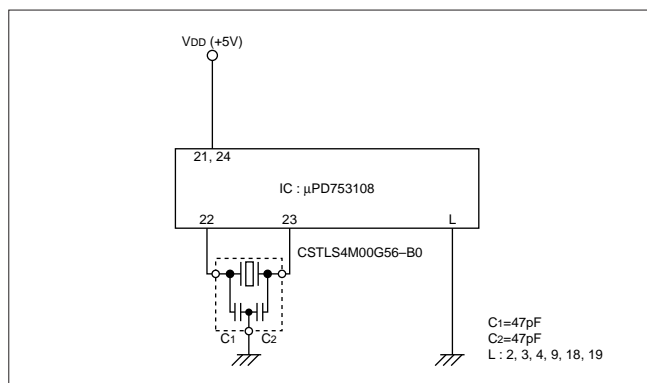 VDD (+5V)
21, 24
IC : μPD753108
22 23 L
CSTLS4M00G56–B0
C1 C2
C1=47pF
C2=47pF
L : 2, 3, 4, 9, 18, 19